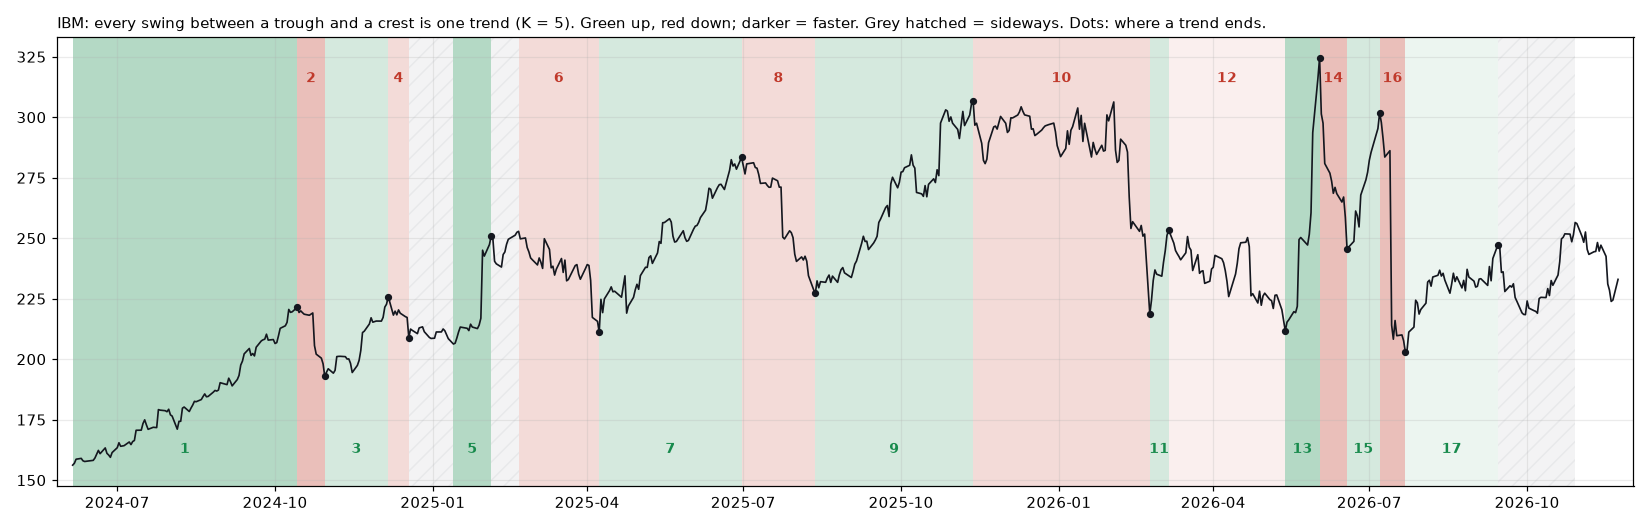 IBM: every swing between a trough and a crest is one trend (K = 5). Green up, red down; darker = faster. Grey hatched = sideways. Dots: where a trend ends.
325
300
275
250
225
200
175
150
2 4 6 8 10 12 14 16
1 3 5 7 9 11 13 15 17
2024-07 2024-10 2025-01 2025-04 2025-07 2025-10 2026-01 2026-04 2026-07 2026-10